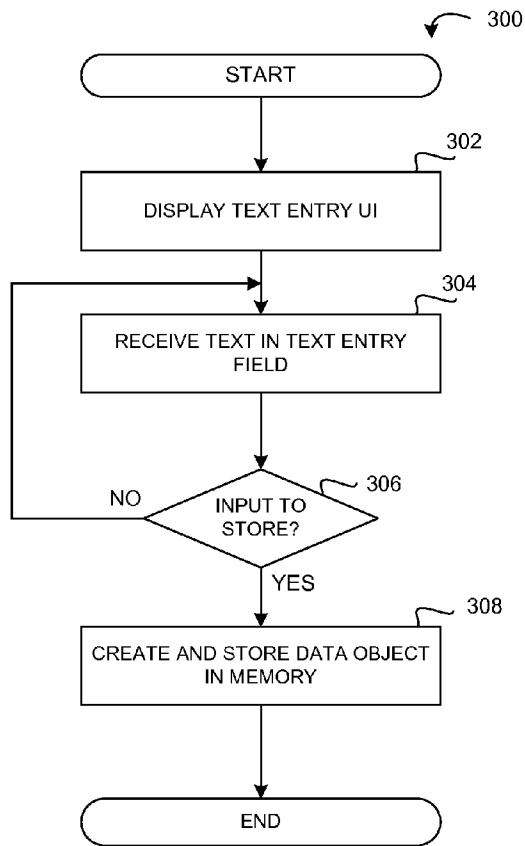 300
START
302
DISPLAY TEXT ENTRY UI
304
RECEIVE TEXT IN TEXT ENTRY
FIELD
306
INPUT TO
STORE?
NO
YES
308
CREATE AND STORE DATA OBJECT
IN MEMORY
END